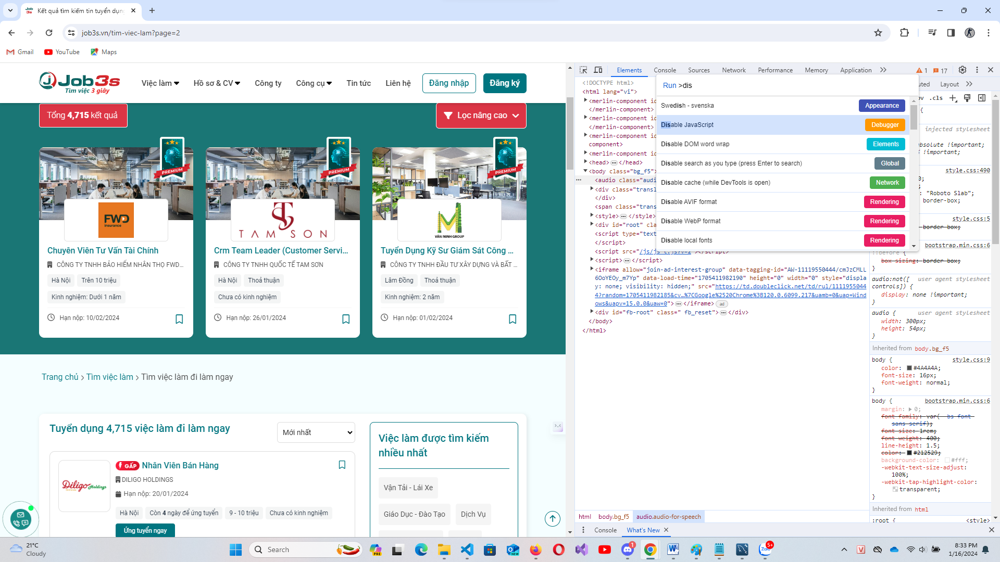 Kết quả tìm kiếm tin tuyển dụng
job3s.vn/tim-viec-lam?page=2
Gmail YouTube Maps
Job3s
Tìm việc 3 giây
Việc làm Hồ sơ & CV Công ty Công cụ Tin tức Liên hệ Đăng nhập Đăng ký
Tổng 4,715 kết quả
Lọc nâng cao
PREMIUM
PREMIUM
PREMIUM
FWD
insurance
TAM SON
VĂN MINH GROUP
Chuyên Viên Tư Vấn Tài Chính
CÔNG TY TNHH BẢO HIỂM NHÂN THỌ FWD...
Hà Nội Trên 10 triệu
Kinh nghiệm: Dưới 1 năm
Hạn nộp: 10/02/2024
Crm Team Leader (Customer Servi...
CÔNG TY TNHH QUỐC TẾ TAM SƠN
Hà Nội Thoả thuận
Chưa có kinh nghiệm
Hạn nộp: 26/01/2024
Tuyển Dụng Kỹ Sư Giám Sát Công ...
CÔNG TY TNHH ĐẦU TƯ XÂY DỰNG VÀ BẤT ...
Lâm Đồng Thoả thuận
Kinh nghiệm: 2 năm
Hạn nộp: 01/02/2024
Trang chủ > Tìm việc làm > Tìm việc làm đi làm ngay
Tuyển dụng 4,715 việc làm đi làm ngay
Mới nhất
Diligo Holdings
GẤP Nhân Viên Bán Hàng
DILIGO HOLDINGS
Hạn nộp: 20/01/2024
Hà Nội Còn 4 ngày để ứng tuyển 9 - 10 triệu Chưa có kinh nghiệm
Ứng tuyển ngay
Việc làm được tìm kiếm
nhiều nhất
Vận Tải - Lái Xe
Giáo Dục - Đào Tạo Dịch Vụ
Elements Console Sources Network Performance Memory Application 1 17
Run >dis
Swedish - svenska Appearance
Disable JavaScript Debugger
Disable DOM word wrap Elements
Disable search as you type (press Enter to search) Global
Disable cache (while DevTools is open) Network
Disable AVIF format Rendering
Disable WebP format Rendering
Disable local fonts Rendering
<!DOCTYPE html>
<html lang="vi">
<merlin-component id
</merlin-component>
<merlin-component id
</merlin-component>
<merlin-component id
component>
<merlin-component id
<head>…</head>
<body class="bg_f5">
<audio class="audi
<div class="transl
</div>
<span class="trans
<style>…</style>
<div id="root" cla
<script type="text
</script>
<script src="/js/js-t.js?v=2"></script>
<script>…</script>
<iframe allow="join-ad-interest-group" data-tagging-id="AW-11119550444/cmJzCMLL
6OoYEOy_m7Yp" data-load-time="1705411982190" height="0" width="0" style="displa
y: none; visibility: hidden;" src="https://td.doubleclick.net/td/rul/1111955044
4?random=1705411982185&cv…%7CGoogle%2520Chrome%3B120.0.6099.217&uamb=0&uap=Wind
ows&uapv=15.0.0&uaw=0">…</iframe> ad
<div id="fb-root" class=" fb_reset">…</div>
</body>
</html>
html body.bg_f5 audio.audio-for-speech
Console What's New
uted Layout
ov .cls
{
injected stylesheet
bsolute !important;
!important;
style.css:490
0;
: "Roboto Slab";
border-box;
style.css:5
border-box;
bootstrap.min.css:6
::before {
box-sizing: border-box;
}
audio:not([ user agent stylesheet
controls]) {
display: none !important;
}
audio { user agent stylesheet
width: 300px;
height: 54px;
}
Inherited from body.bg_f5
body { style.css:9
color: #4A4A4A;
font-size: 16px;
font-weight: normal;
}
body { bootstrap.min.css:6
margin: 0;
font-family: var(--bs-font-
sans-serif);
font-size: 1rem;
font-weight: 400;
line-height: 1.5;
color: #212529;
background-color: #fff;
-webkit-text-size-adjust:
100%;
-webkit-tap-highlight-color:
transparent;
}
Inherited from html
:root { <style>
21°C
Cloudy
Search
PRE
NEW
1
Zalo
5+
8:33 PM
1/16/2024